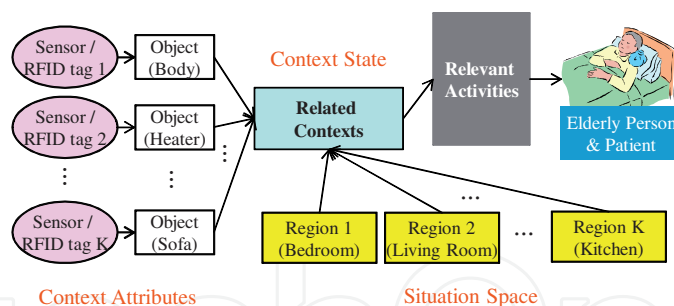 Sensor /
RFID tag 1
Object
(Body)
Context State
Relevant
Activities
Sensor /
RFID tag 2
Object
(Heater)
Related
Contexts
Elderly Person
& Patient
...
...
...
...
Sensor /
RFID tag K
Object
(Sofa)
Region 1
(Bedroom)
Region 2
(Living Room)
...
Region K
(Kitchen)
Context Attributes
Situation Space